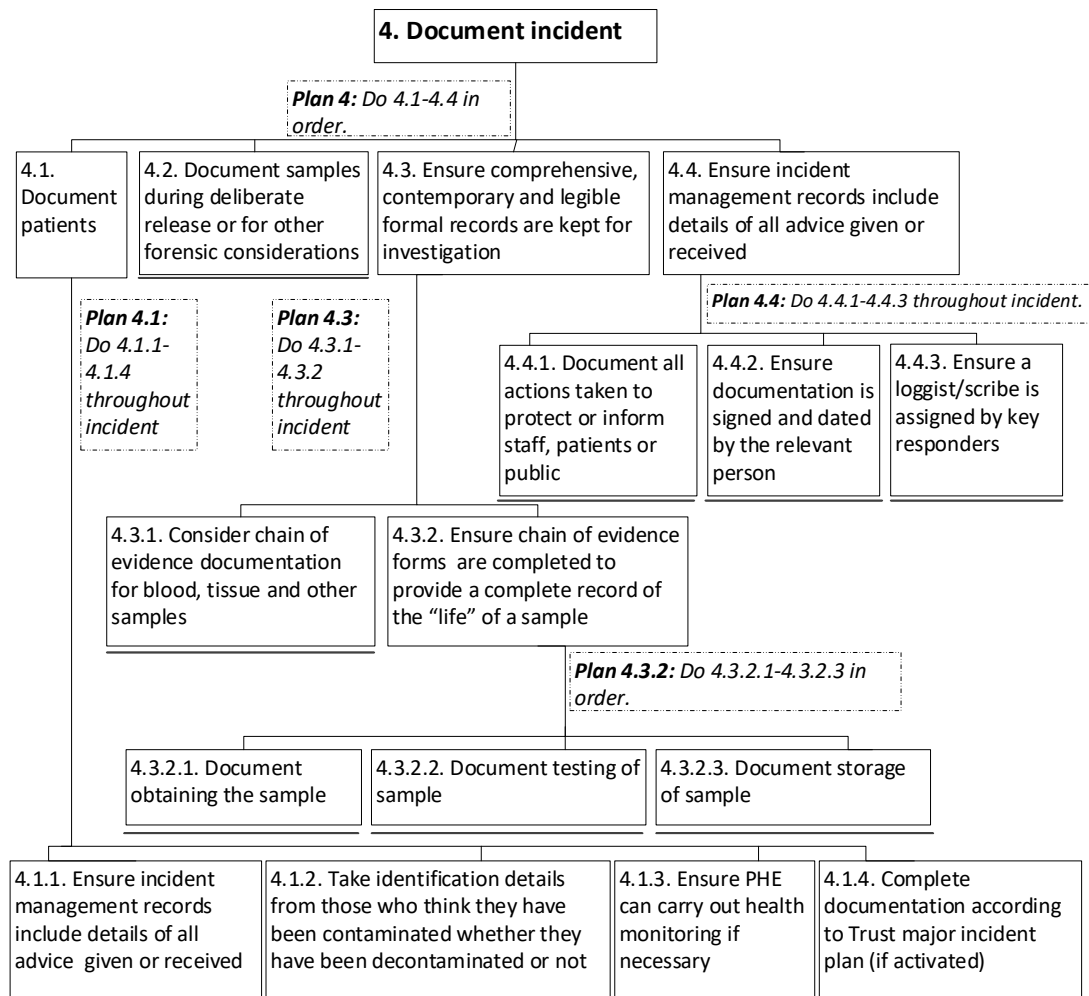 4. Document incident
Plan 4: Do 4.1-4.4 in
order.
4.1.
Document
patients
4.2. Document samples
during deliberate
release or for other
forensic considerations
4.3. Ensure comprehensive,
contemporary and legible
formal records are kept for
investigation
4.4. Ensure incident
management records include
details of all advice given or
received
Plan 4.1:
Do 4.1.1-
4.1.4
throughout
incident
Plan 4.3:
Do 4.3.1-
4.3.2
throughout
incident
Plan 4.4: Do 4.4.1-4.4.3 throughout incident.
4.4.1. Document all
actions taken to
protect or inform
staff, patients or
public
4.4.2. Ensure
documentation is
signed and dated
by the relevant
person
4.4.3. Ensure a
loggist/scribe is
assigned by key
responders
4.3.1. Consider chain of
evidence documentation
for blood, tissue and other
samples
4.3.2. Ensure chain of evidence
forms are completed to
provide a complete record of
the “life” of a sample
Plan 4.3.2: Do 4.3.2.1-4.3.2.3 in
order.
4.3.2.1. Document
obtaining the sample
4.3.2.2. Document testing of
sample
4.3.2.3. Document storage
of sample
4.1.1. Ensure incident
management records
include details of all
advice given or received
4.1.2. Take identification details
from those who think they have
been contaminated whether they
have been decontaminated or not
4.1.3. Ensure PHE
can carry out health
monitoring if
necessary
4.1.4. Complete
documentation according
to Trust major incident
plan (if activated)